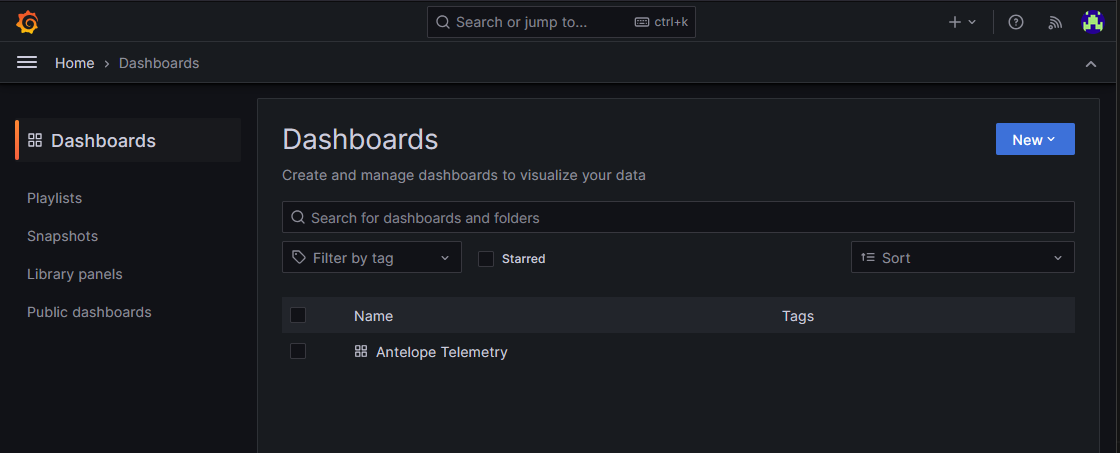 Search or jump to... ctrl+k
Home › Dashboards
Dashboards
Playlists
Snapshots
Library panels
Public dashboards
Dashboards
New
Create and manage dashboards to visualize your data
Search for dashboards and folders
Filter by tag
Starred
Sort
Name Tags
Antelope Telemetry